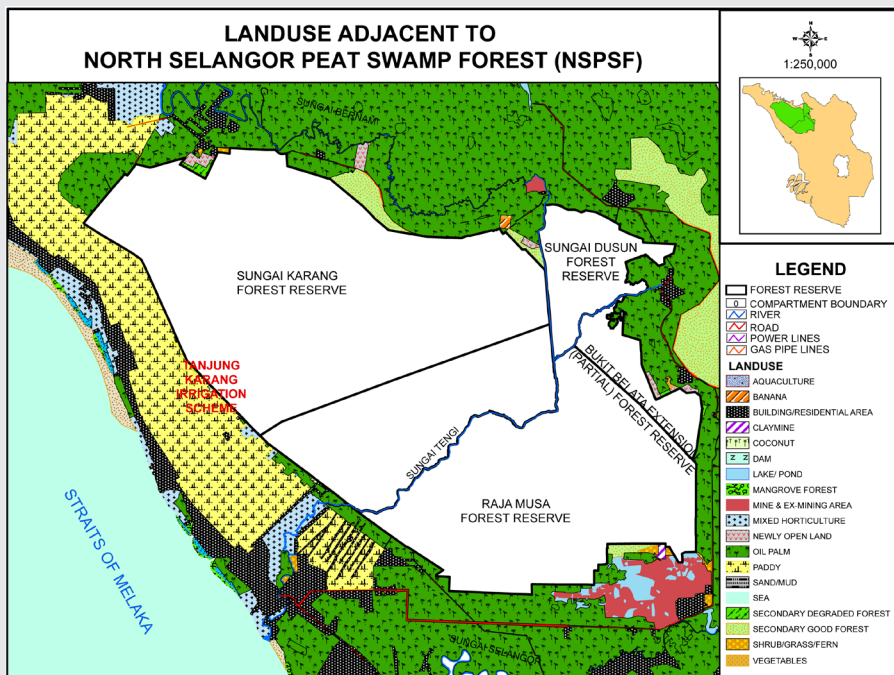 LANDUSE ADJACENT TO
NORTH SELANGOR PEAT SWAMP FOREST (NSPSF)
N
W
E
S
1:250,000
SUNGAI BERNAM
SUNGAI DUSUN
FOREST
RESERVE
SUNGAI KARANG
FOREST RESERVE
TANJUNG
KARANG
IRRIGATION
SCHEME
BUKIT BELATA EXTENSION
(PARTIAL) FOREST RESERVE
SUNGAI TENGI
RAJA MUSA
FOREST RESERVE
STRAITS OF MELAKA
SUNGAI SELANGOR
LEGEND
FOREST RESERVE
0 COMPARTMENT BOUNDARY
RIVER
ROAD
POWER LINES
GAS PIPE LINES
LANDUSE
AQUACULTURE
BANANA
BUILDING/RESIDENTIAL AREA
CLAYMINE
COCONUT
Z Z DAM
LAKE/ POND
MANGROVE FOREST
MINE & EX-MINING AREA
MIXED HORTICULTURE
NEWLY OPEN LAND
OIL PALM
PADDY
SAND/MUD
SEA
SECONDARY DEGRADED FOREST
SECONDARY GOOD FOREST
SHRUB/GRASS/FERN
VEGETABLES